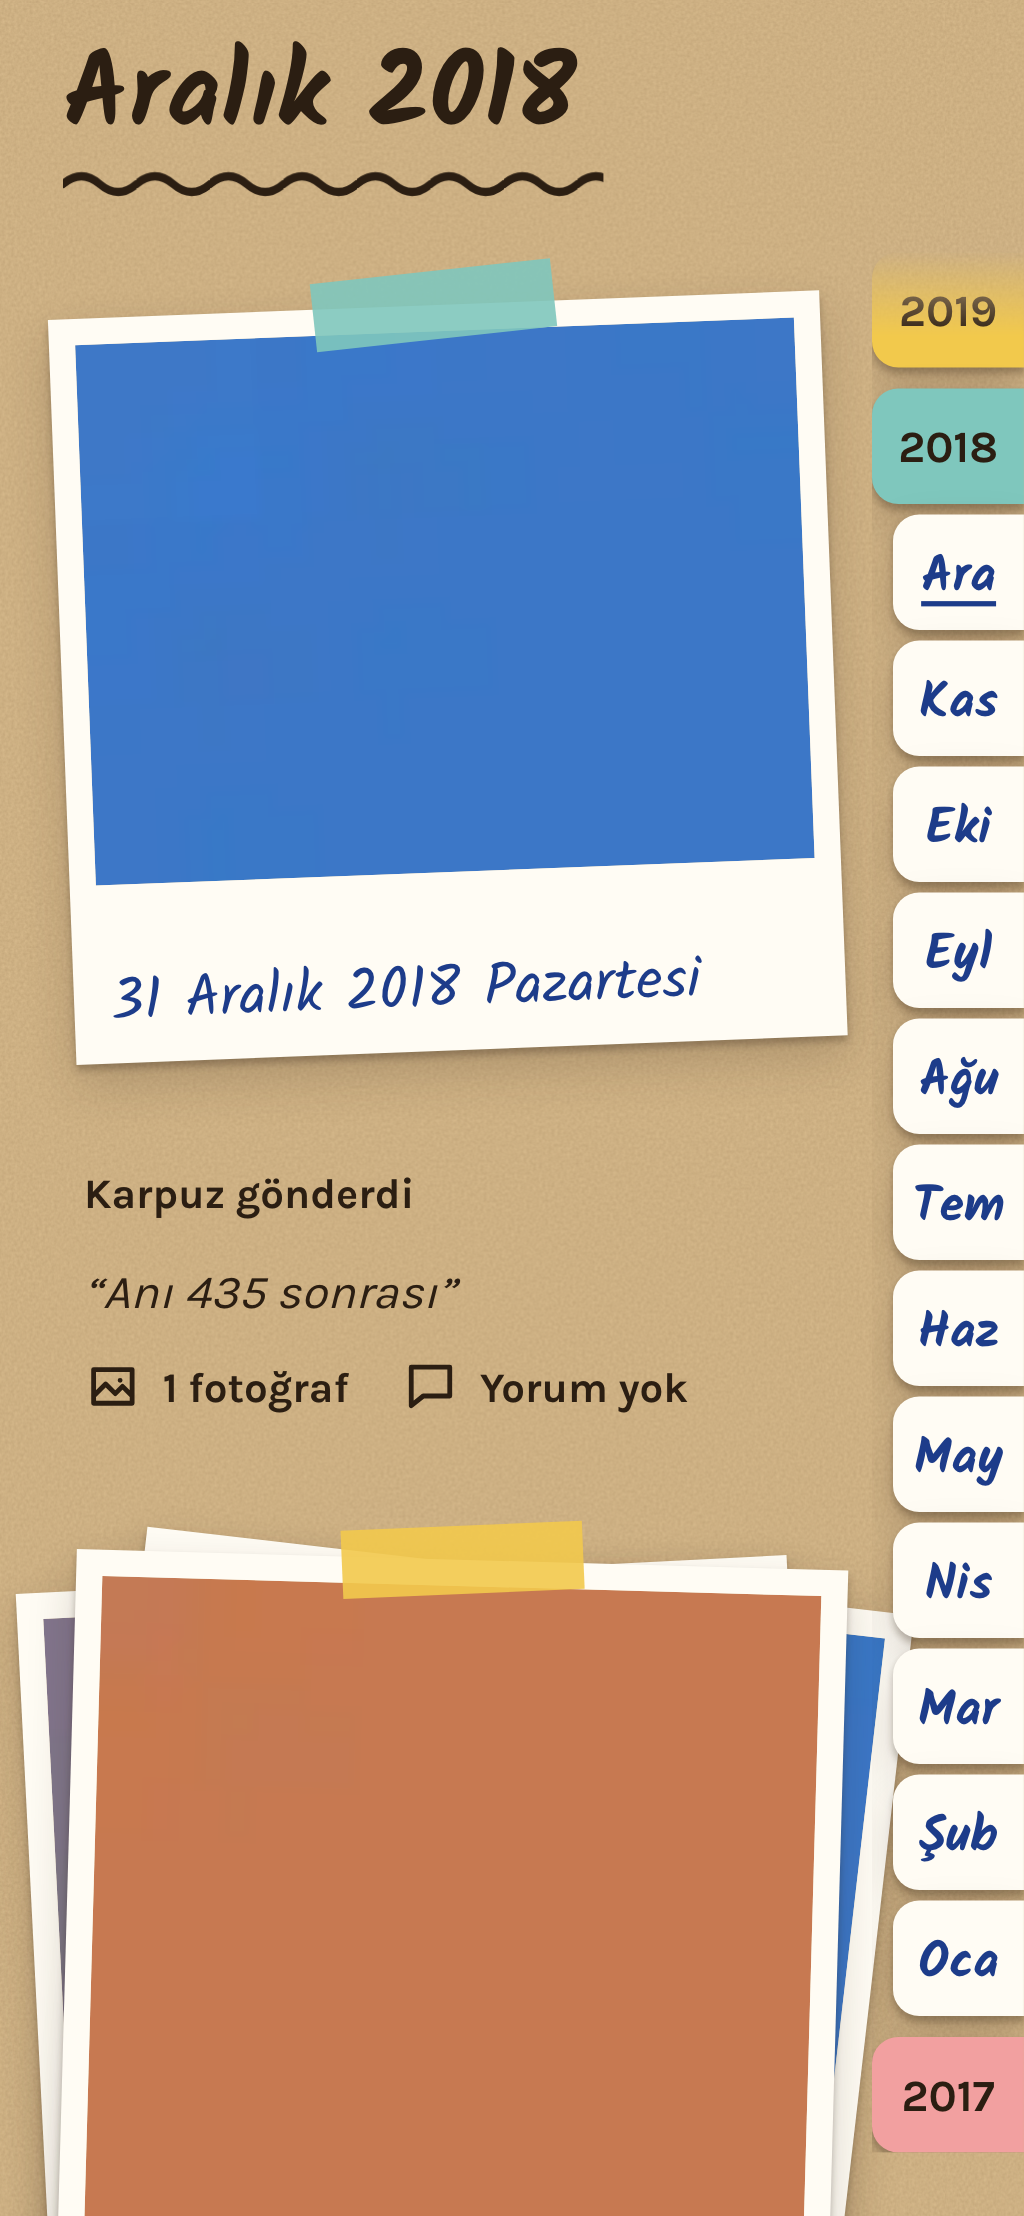 Aralık 2018
31 Aralık 2018 Pazartesi
Karpuz gönderdi
“Anı 435 sonrası”
1 fotoğraf
Yorum yok
2019
2018
Ara
Kas
Eki
Eyl
Ağu
Tem
Haz
May
Nis
Mar
Şub
Oca
2017